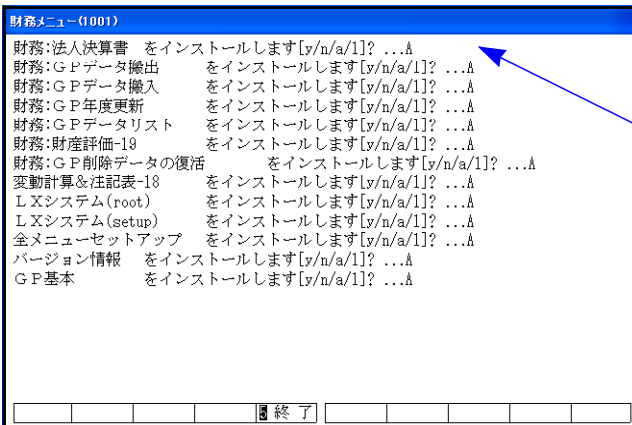 財務メニュー(1001)
財務:法人決算書 をインストールします[y/n/a/l]? ...A
財務:GPデータ搬出 をインストールします[y/n/a/l]? ...A
財務:GPデータ搬入 をインストールします[y/n/a/l]? ...A
財務:GP年度更新 をインストールします[y/n/a/l]? ...A
財務:GPデータリスト をインストールします[y/n/a/l]? ...A
財務:財産評価-19 をインストールします[y/n/a/l]? ...A
財務:GP削除データの復活 をインストールします[y/n/a/l]? ...A
変動計算&注記表-18 をインストールします[y/n/a/l]? ...A
LXシステム(root) をインストールします[y/n/a/l]? ...A
LXシステム(setup) をインストールします[y/n/a/l]? ...A
全メニューセットアップ をインストールします[y/n/a/l]? ...A
バージョン情報 をインストールします[y/n/a/l]? ...A
GP基本 をインストールします[y/n/a/l]? ...A
5 終 了